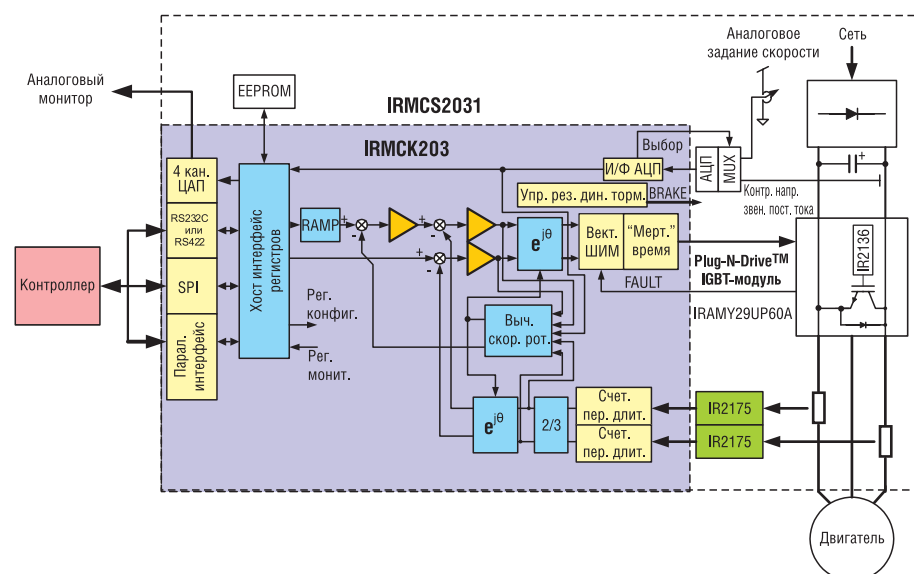 Аналоговое
задание скорости
Сеть
Аналоговый
монитор
EEPROM
IRMCS2031
IRMCK203
Выбор
4 кан.
ЦАП
И/Ф АЦП
АЦП
MUX
+
Упр. рез. дин. торм.
BRAKE
Контр. напр.
звен. пост. тока
RS232C
или
RS422
Хост интерфейс
регистров
RAMP
+
-
+
-
+
-
e^jθ
Вект.
ШИМ
“Мерт.”
время
Plug-N-Drive™
IGBT-модуль
IR2136
FAULT
IRAMY29UP60A
Контроллер
SPI
Рег.
конфиг.
Выч.
скор. рот.
Парал.
интерфейс
Рег.
монит.
e^jθ
2/3
Счет.
пер. длит.
Счет.
пер. длит.
IR2175
IR2175
Двигатель